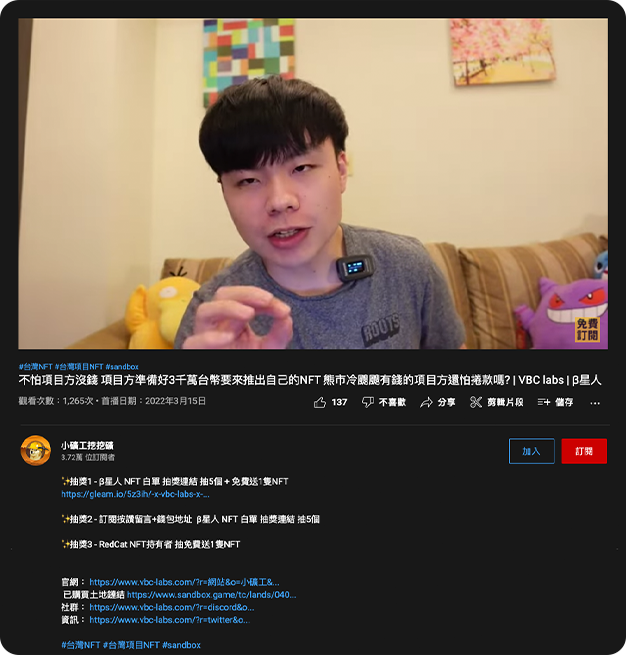 ROOTS
免費
訂閱
#台灣NFT #台灣項目NFT #sandbox
不怕項目方沒錢 項目方準備好3千萬台幣要來推出自己的NFT 熊市冷颼颼有錢的項目方還怕捲款嗎? | VBC labs | β星人
觀看次數：1,265次 • 首播日期：2022年3月15日
137 不喜歡 分享 剪輯片段 儲存 ...
小礦工挖挖礦
3.72萬 位訂閱者
加入
訂閱
✨抽獎1 - β星人 NFT 白單 抽獎連結 抽5個 + 免費送1隻NFT
https://gleam.io/5z3ih/-x-vbc-labs-x-...
✨抽獎2 - 訂閱按讚留言+錢包地址 β星人 NFT 白單 抽獎連結 抽5個
✨抽獎3 - RedCat NFT持有者 抽免費送1隻NFT
官網： https://www.vbc-labs.com/?r=網站&o=小礦工&...
已購買土地鏈結 https://www.sandbox.game/tc/lands/040...
社群： https://www.vbc-labs.com/?r=discord&o...
資訊： https://www.vbc-labs.com/?r=twitter&o...
#台灣NFT #台灣項目NFT #sandbox